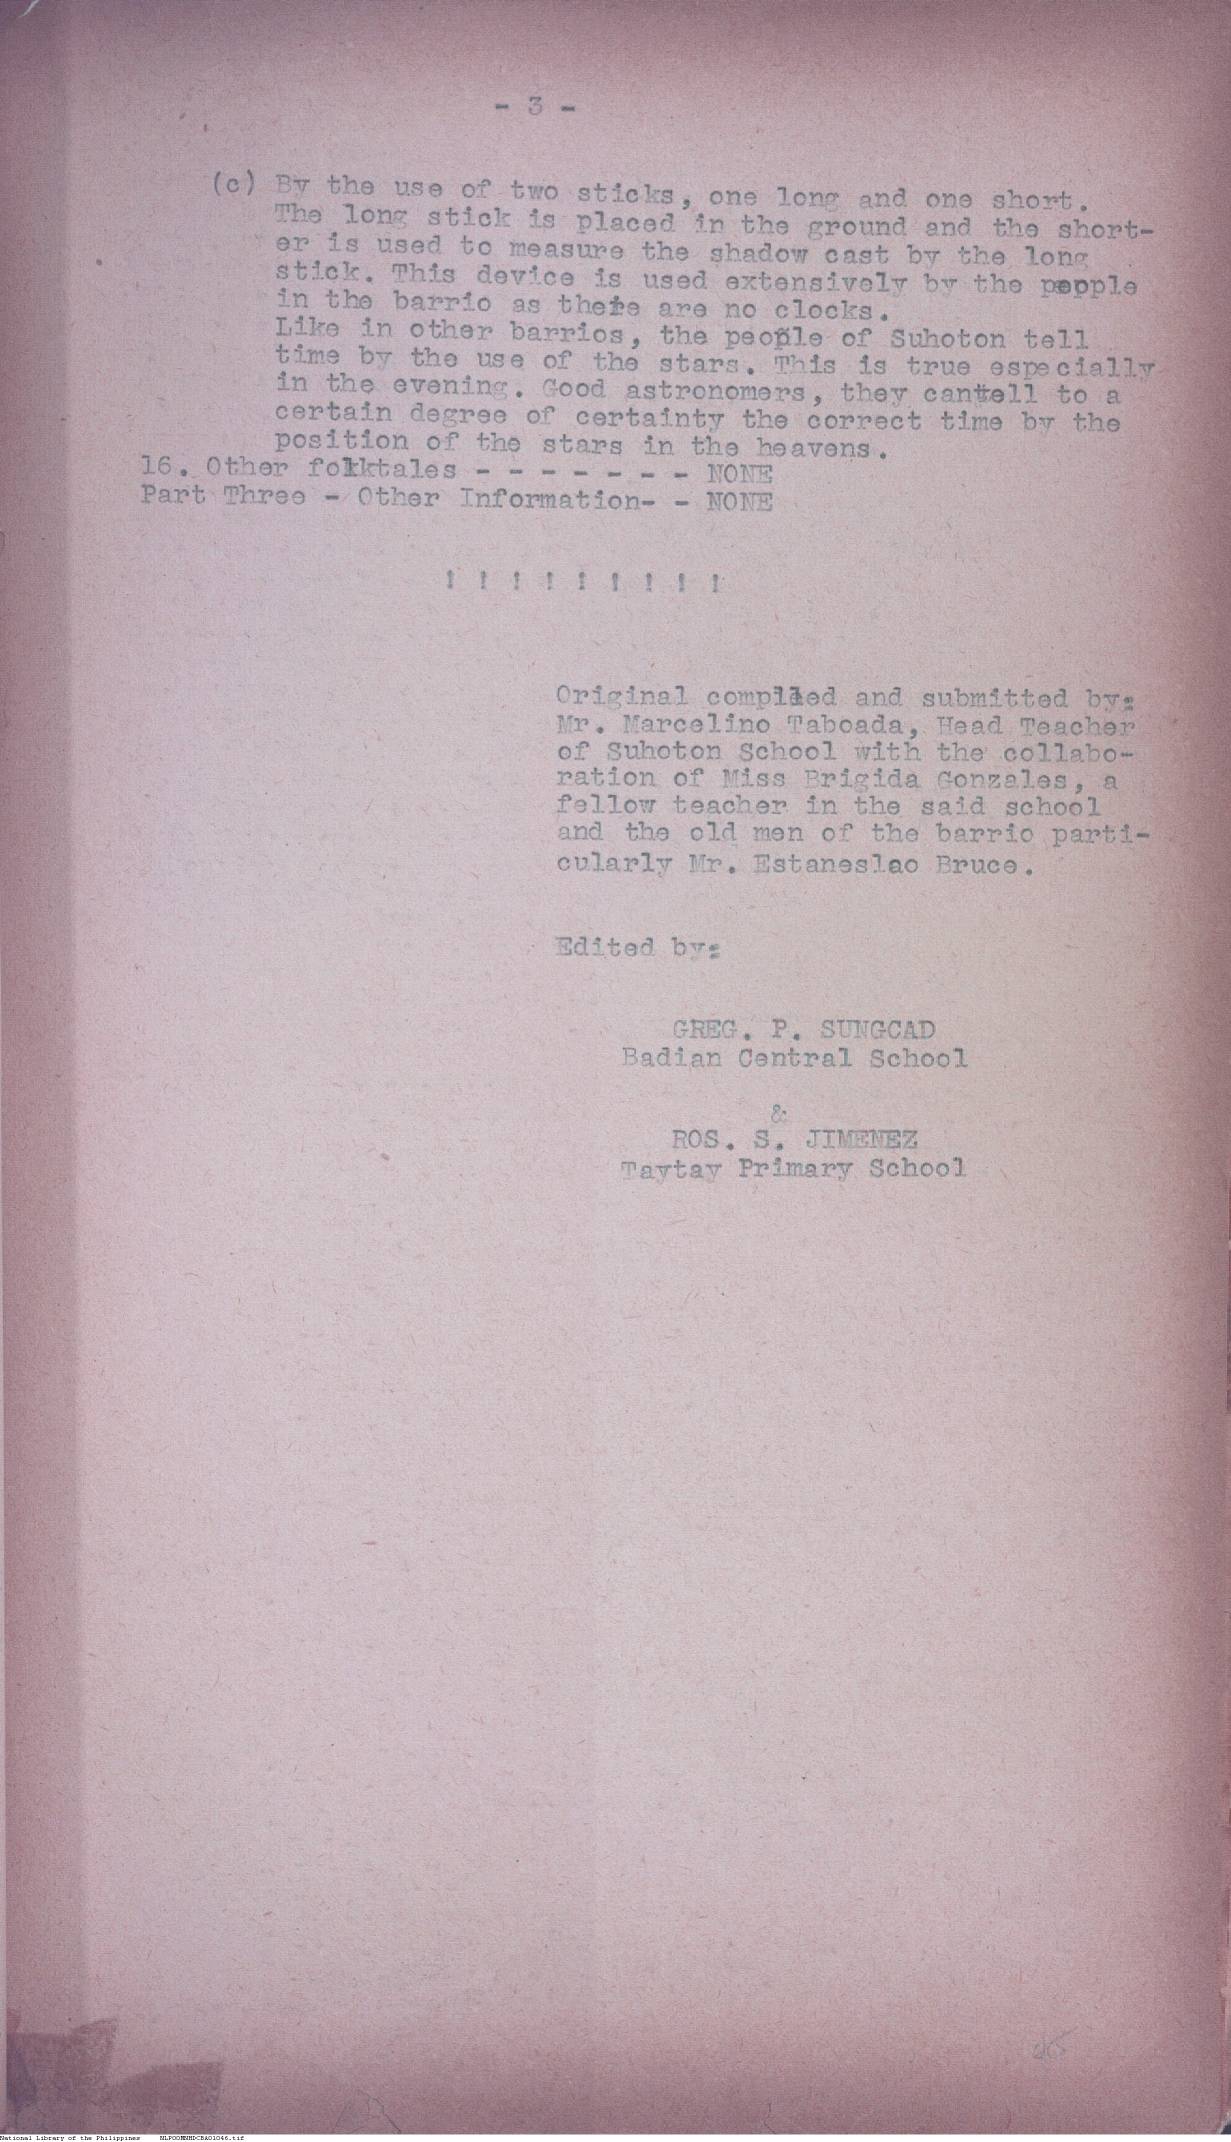 - 3 -
(c) By the use of two sticks, one long and one short.
The long stick is placed in the ground and the short-
er is used to measure the shadow cast by the long
stick. This device is used extensively by the people
in the barrio as there are no clocks.
Like in other barrios, the people of Suhoton tell
time by the use of the stars. This is true especially
in the evening. Good astronomers, they cantell to a
certain degree of certainty the correct time by the
position of the stars in the heavens.
16. Other folktales - - - - - - - NONE
Part Three - Other Information- - NONE
! ! ! ! ! ! ! ! !
Original compiled and submitted by:
Mr. Marcelino Taboada, Head Teacher
of Suhoton School with the collabo-
ration of Miss Brigida Gonzales, a
fellow teacher in the said school
and the old men of the barrio parti-
cularly Mr. Estaneslao Bruce.
Edited by:
GREG. P. SUNGCAD
Badian Central School
&
ROS. S. JIMENEZ
Taytay Primary School
National Library of the Philippines NLPOOMNHDCBA01046.tif